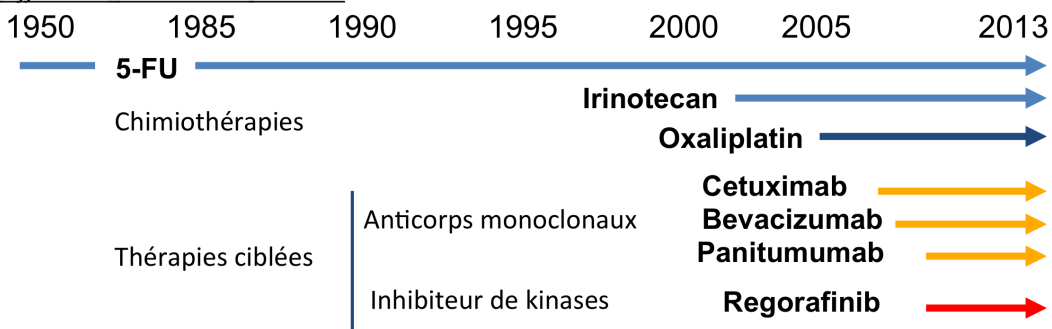 1950 1985 1990 1995 2000 2005 2013
5-FU
Irinotecan
Chimiothérapies
Oxaliplatin
Cetuximab
Anticorps monoclonaux Bevacizumab
Thérapies ciblées Panitumumab
Inhibiteur de kinases Regorafinib